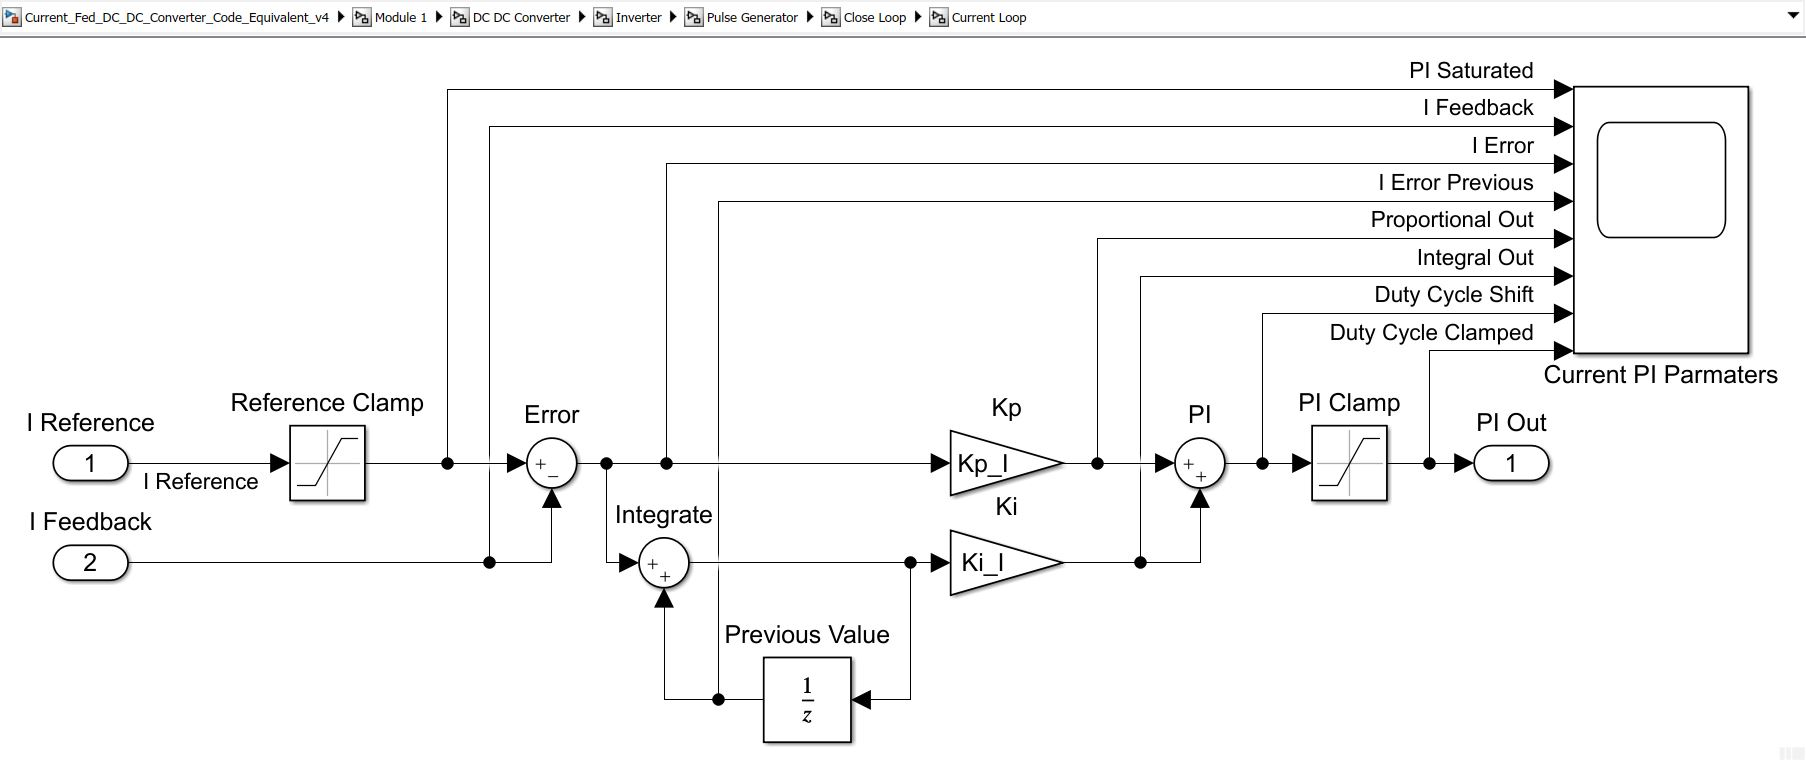 Current_Fed_DC_DC_Converter_Code_Equivalent_v4 Module 1 DC DC Converter Inverter Pulse Generator Close Loop Current Loop
PI Saturated
I Feedback
I Error
I Error Previous
Proportional Out
Integral Out
Duty Cycle Shift
Duty Cycle Clamped
Current PI Parmaters
I Reference
1
I Reference
Reference Clamp
Error
+
−
Kp
Kp_I
PI
+
+
PI Clamp
PI Out
1
I Feedback
2
Integrate
+
+
Ki
Ki_I
Previous Value
1
z